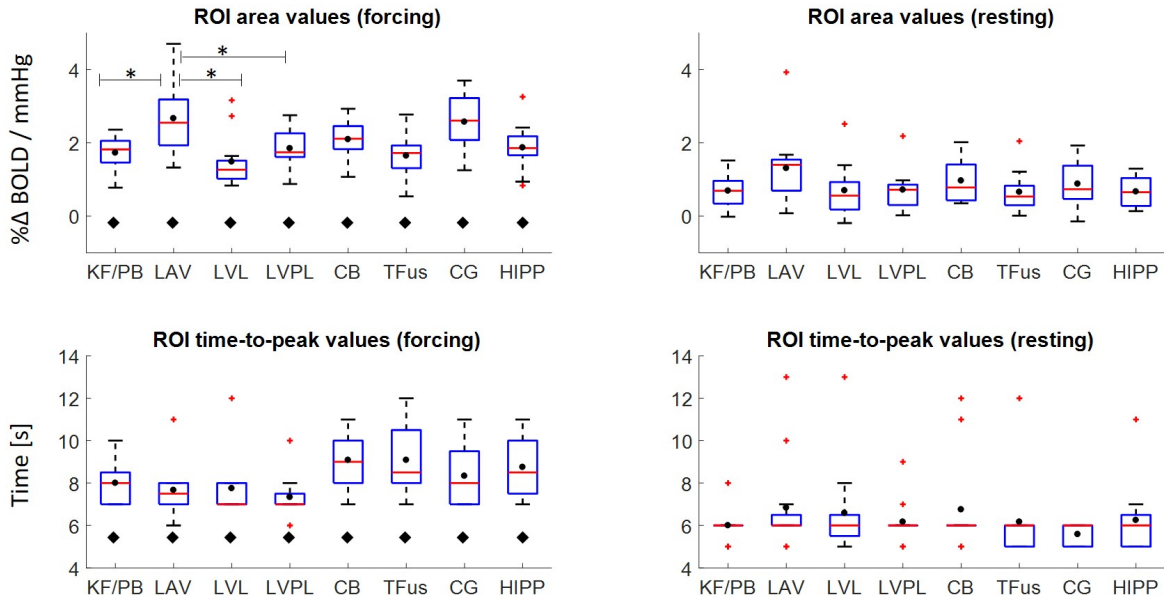 ROI area values (forcing)
%Δ BOLD / mmHg
4
2
0
* * *
KF/PB LAV LVL LVPL CB TFus CG HIPP
ROI area values (resting)
4
2
0
KF/PB LAV LVL LVPL CB TFus CG HIPP
ROI time-to-peak values (forcing)
Time [s]
14
12
10
8
6
4
KF/PB LAV LVL LVPL CB TFus CG HIPP
ROI time-to-peak values (resting)
14
12
10
8
6
4
KF/PB LAV LVL LVPL CB TFus CG HIPP